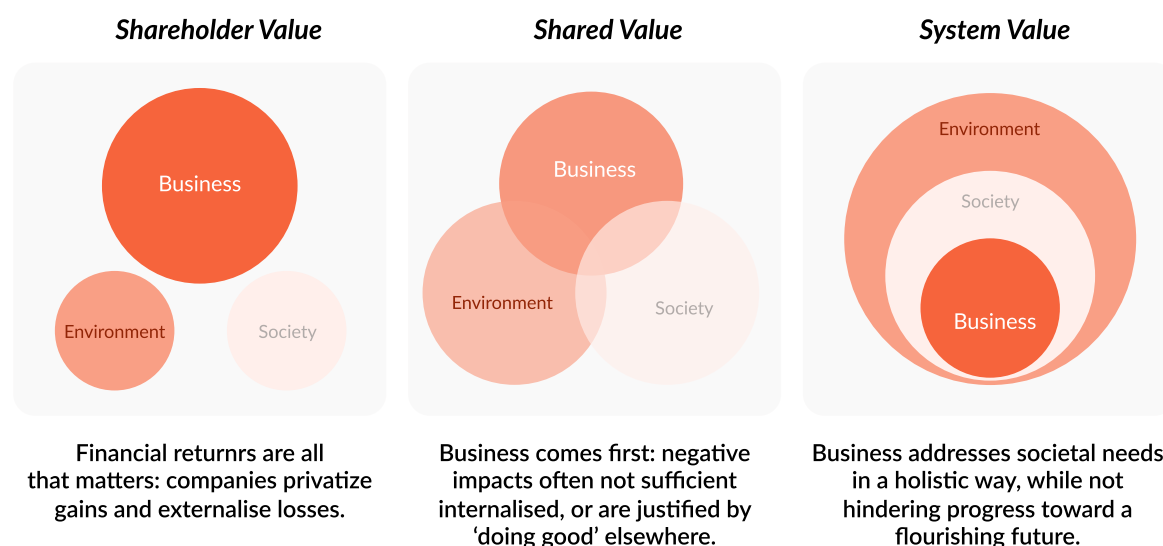 Shareholder Value
Business
Environment
Society
Financial returnrs are all
that matters: companies privatize
gains and externalise losses.
Shared Value
Business
Environment
Society
Business comes first: negative
impacts often not sufficient
internalised, or are justified by
‘doing good’ elsewhere.
System Value
Environment
Society
Business
Business addresses societal needs
in a holistic way, while not
hindering progress toward a
flourishing future.